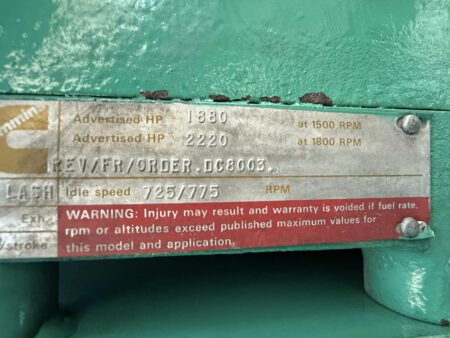 Advertised HP 1880 at 1500 RPM
Advertised HP 2220 at 1800 RPM
REV/FR/ORDER.DC8003.
LASH Idle speed 725/775 RPM
Exh.
/stroke
WARNING: Injury may result and warranty is voided if fuel rate,
rpm or altitudes exceed published maximum values for
this model and application.